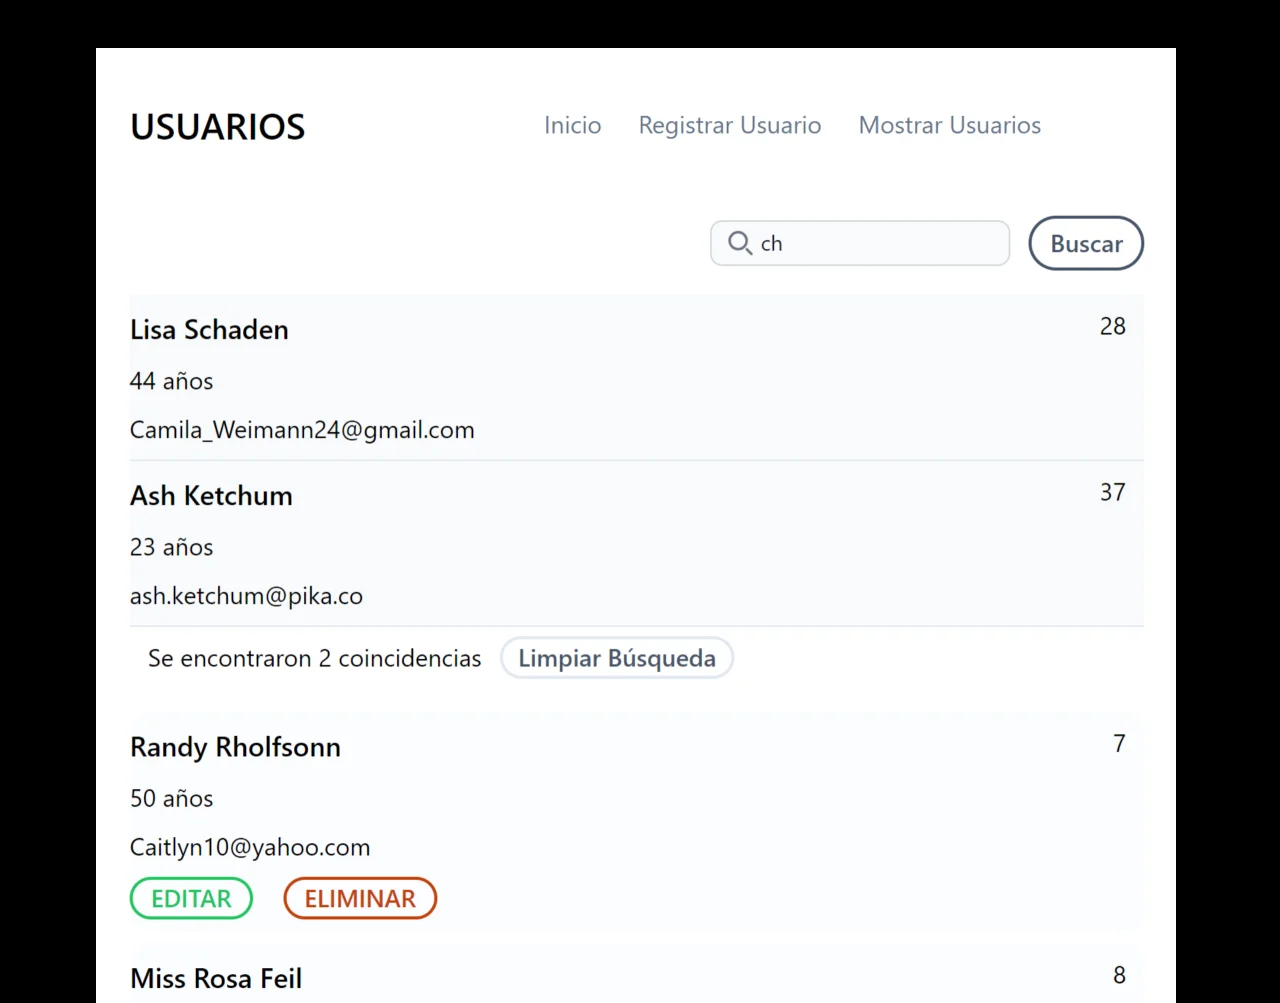 USUARIOS
Inicio Registrar Usuario Mostrar Usuarios
ch Buscar
Lisa Schaden 28
44 años
Camila_Weimann24@gmail.com
Ash Ketchum 37
23 años
ash.ketchum@pika.co
Se encontraron 2 coincidencias Limpiar Búsqueda
Randy Rholfsonn 7
50 años
Caitlyn10@yahoo.com
EDITAR ELIMINAR
Miss Rosa Feil 8